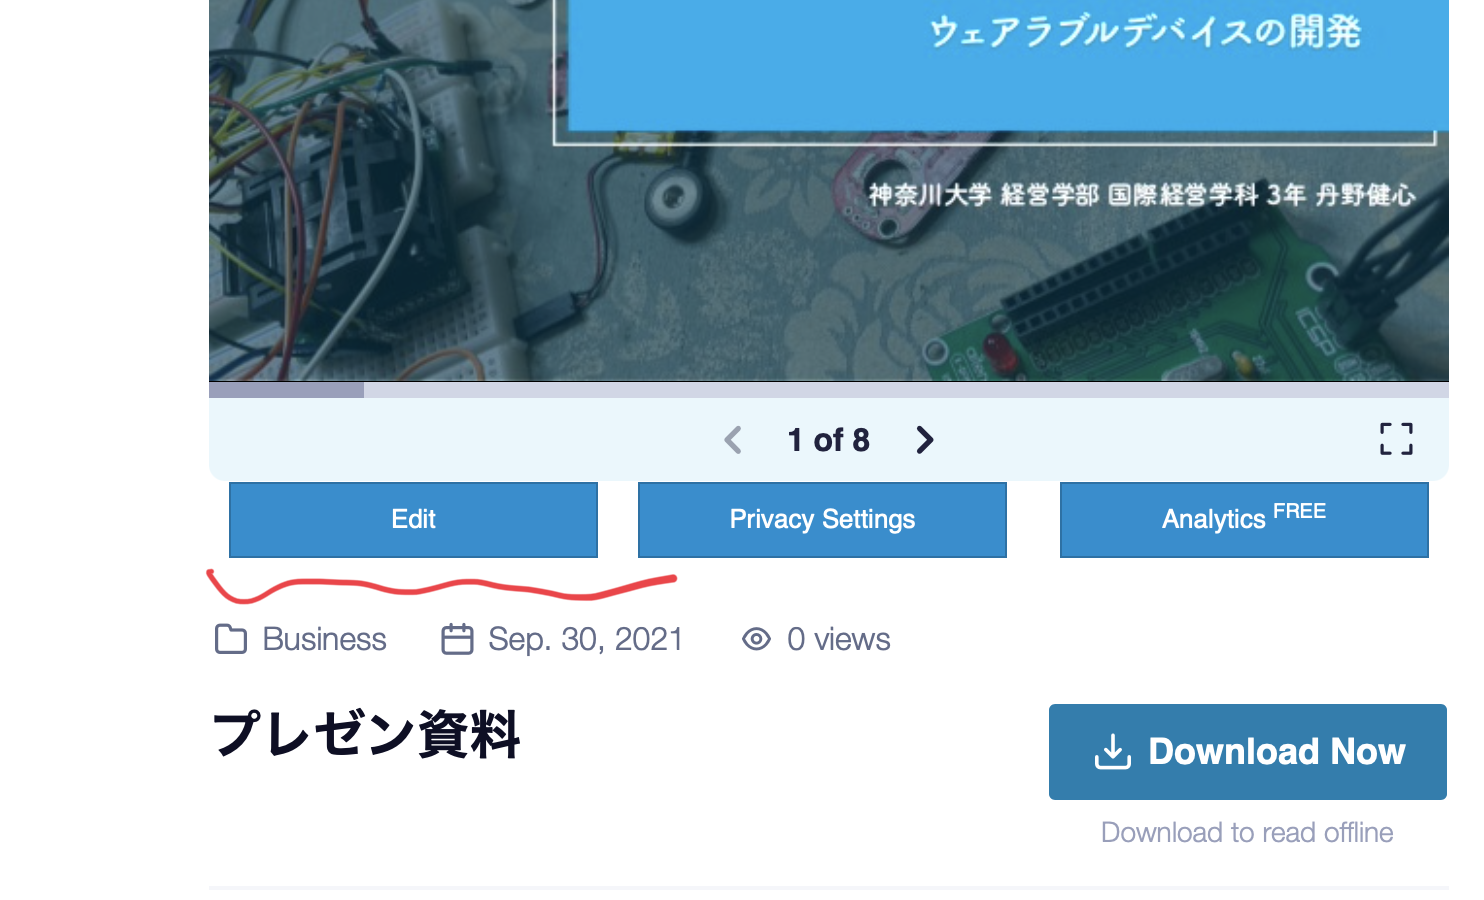 ウェアラブルデバイスの開発
神奈川大学 経営学部 国際経営学科 3年 丹野健心
1 of 8
Edit
Privacy Settings
Analytics FREE
Business
Sep. 30, 2021
0 views
プレゼン資料
Download Now
Download to read offline